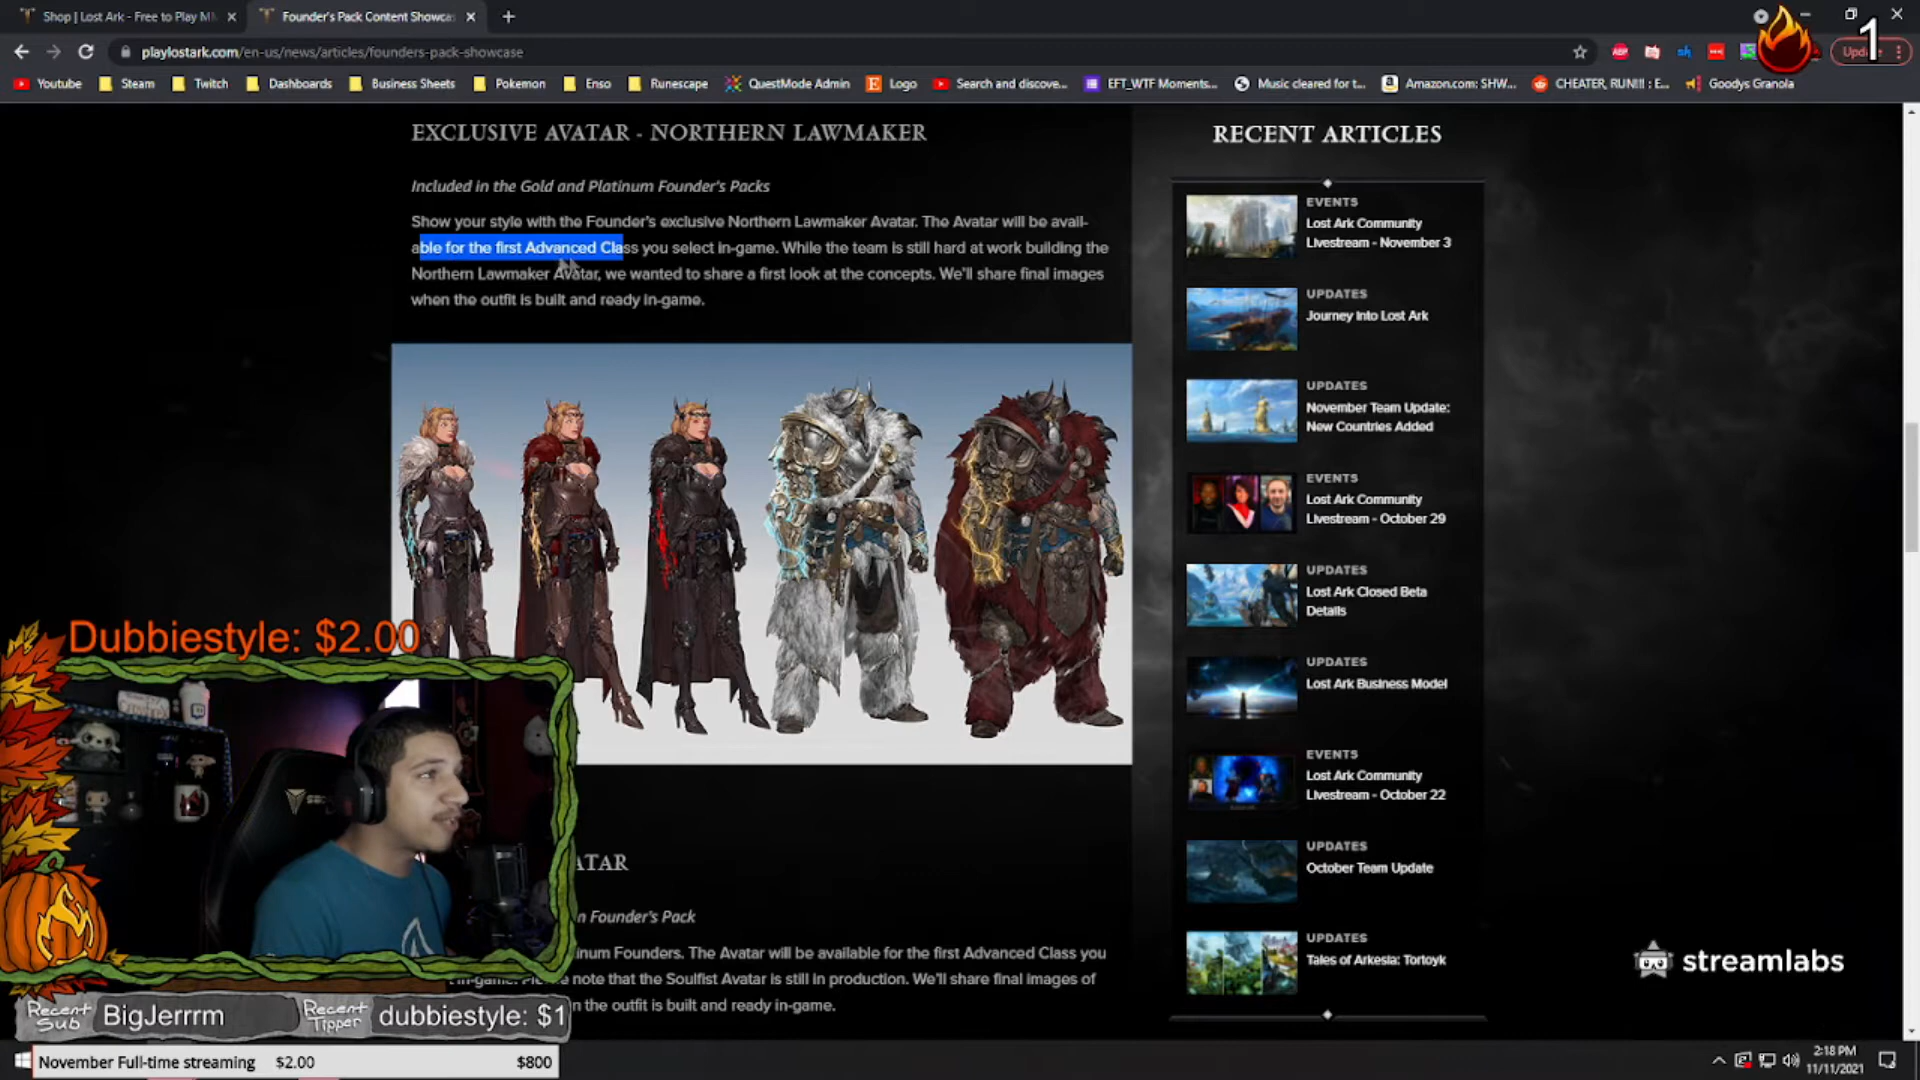 Shop | Lost Ark - Free to Play M
Founder's Pack Content Showcas
playlostark.com/en-us/news/articles/founders-pack-showcase
1
Youtube
Steam
Twitch
Dashboards
Business Sheets
Pokemon
Enso
Runescape
QuestMode Admin
Logo
Search and discove...
EFT_WTF Moments...
Music cleared for t...
Amazon.com: SHW...
CHEATER, RUN!!! : E...
Goodys Granola
EXCLUSIVE AVATAR - NORTHERN LAWMAKER
Included in the Gold and Platinum Founder's Packs
Show your style with the Founder's exclusive Northern Lawmaker Avatar. The Avatar will be avail-
able for the first Advanced Class you select in-game. While the team is still hard at work building the
Northern Lawmaker Avatar, we wanted to share a first look at the concepts. We'll share final images
when the outfit is built and ready in-game.
RECENT ARTICLES
EVENTS
Lost Ark Community
Livestream - November 3
UPDATES
Journey Into Lost Ark
UPDATES
November Team Update:
New Countries Added
EVENTS
Lost Ark Community
Livestream - October 29
UPDATES
Lost Ark Closed Beta
Details
UPDATES
Lost Ark Business Model
EVENTS
Lost Ark Community
Livestream - October 22
UPDATES
October Team Update
UPDATES
Tales of Arkesia: Tortoyk
Dubbiestyle: $2.00
ATAR
n Founder's Pack
inum Founders. The Avatar will be available for the first Advanced Class you
note that the Soulfist Avatar is still in production. We'll share final images of
n the outfit is built and ready in-game.
streamlabs
Recent Sub
BigJerrrm
Recent Tipper
dubbiestyle: $1
November Full-time streaming
$2.00
$800
2:18 PM
11/11/2021